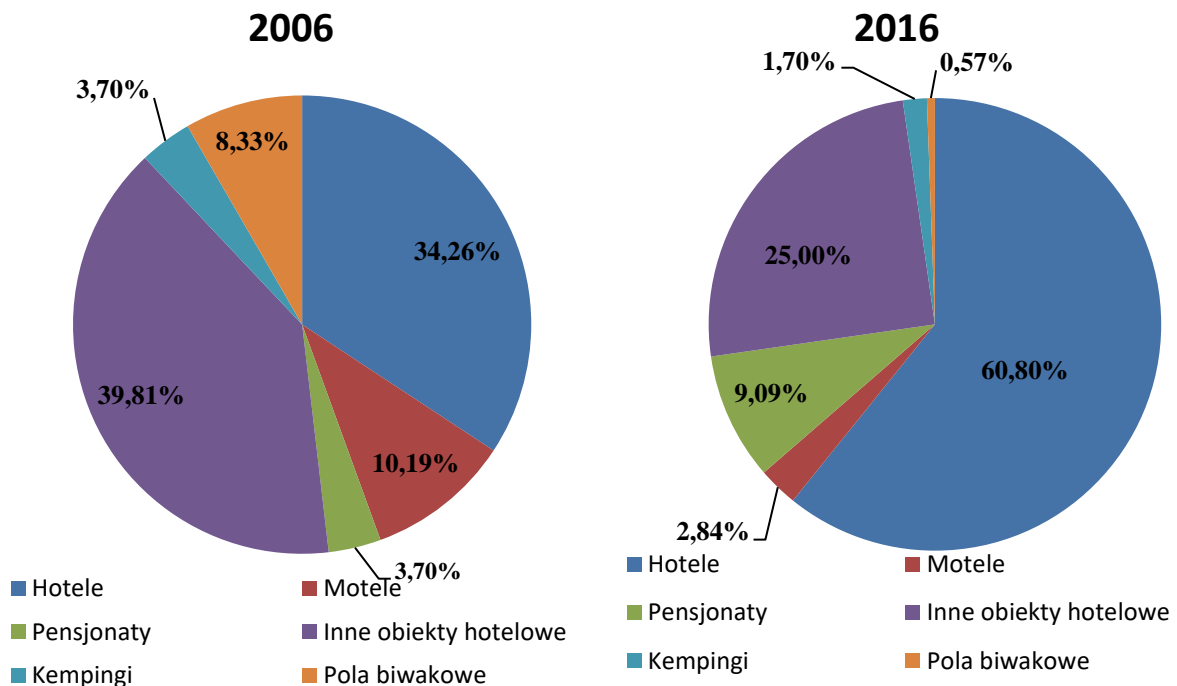 2006
3,70%
8,33%
34,26%
39,81%
10,19%
3,70%
Hotele
Motele
Pensjonaty
Inne obiekty hotelowe
Kempingi
Pola biwakowe
2016
1,70%
0,57%
25,00%
60,80%
9,09%
2,84%
Hotele
Motele
Pensjonaty
Inne obiekty hotelowe
Kempingi
Pola biwakowe